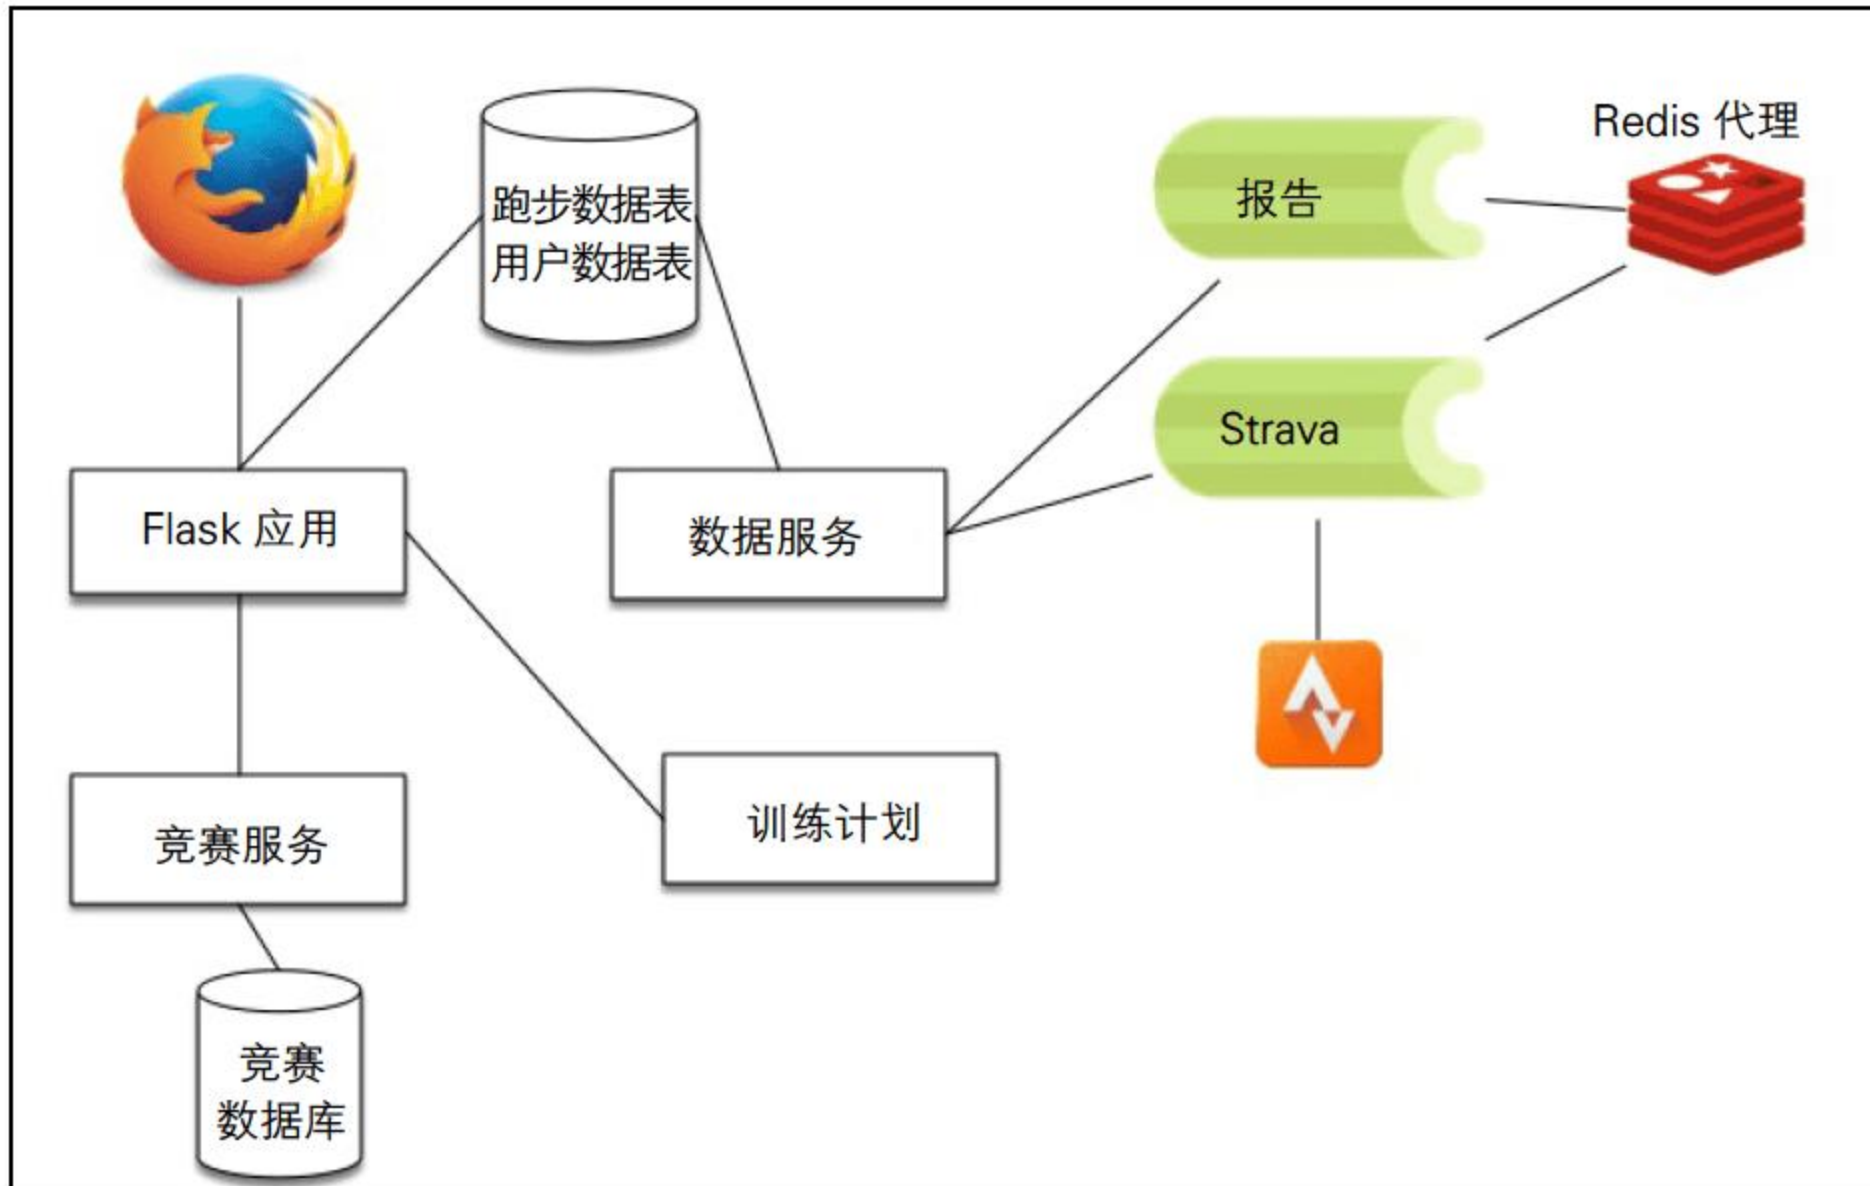 跑步数据表
用户数据表
报告
Redis 代理
Strava
Flask 应用
数据服务
竞赛服务
训练计划
竞赛
数据库